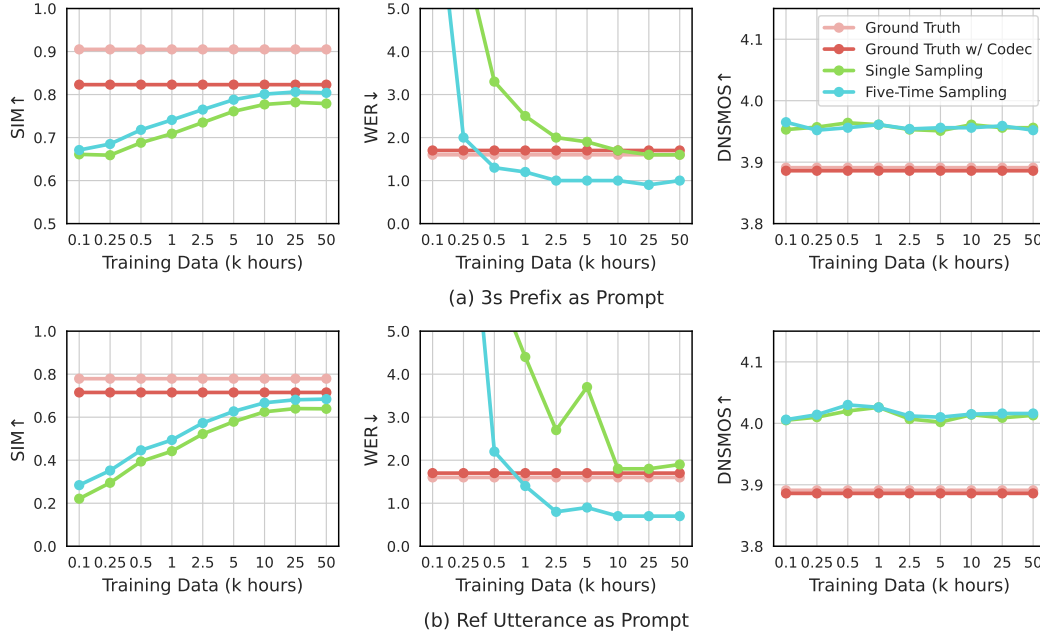 1.0
0.9
0.8
0.7
0.6
0.5
SIM↑
0.1 0.25 0.5 1 2.5 5 10 25 50
Training Data (k hours)
5.0
4.0
3.0
2.0
1.0
0.0
WER↓
0.1 0.25 0.5 1 2.5 5 10 25 50
Training Data (k hours)
4.1
4.0
3.9
3.8
DNSMOS↑
Ground Truth
Ground Truth w/ Codec
Single Sampling
Five-Time Sampling
0.1 0.25 0.5 1 2.5 5 10 25 50
Training Data (k hours)
(a) 3s Prefix as Prompt
1.0
0.8
0.6
0.4
0.2
0.0
SIM↑
0.1 0.25 0.5 1 2.5 5 10 25 50
Training Data (k hours)
5.0
4.0
3.0
2.0
1.0
0.0
WER↓
0.1 0.25 0.5 1 2.5 5 10 25 50
Training Data (k hours)
4.1
4.0
3.9
3.8
DNSMOS↑
0.1 0.25 0.5 1 2.5 5 10 25 50
Training Data (k hours)
(b) Ref Utterance as Prompt